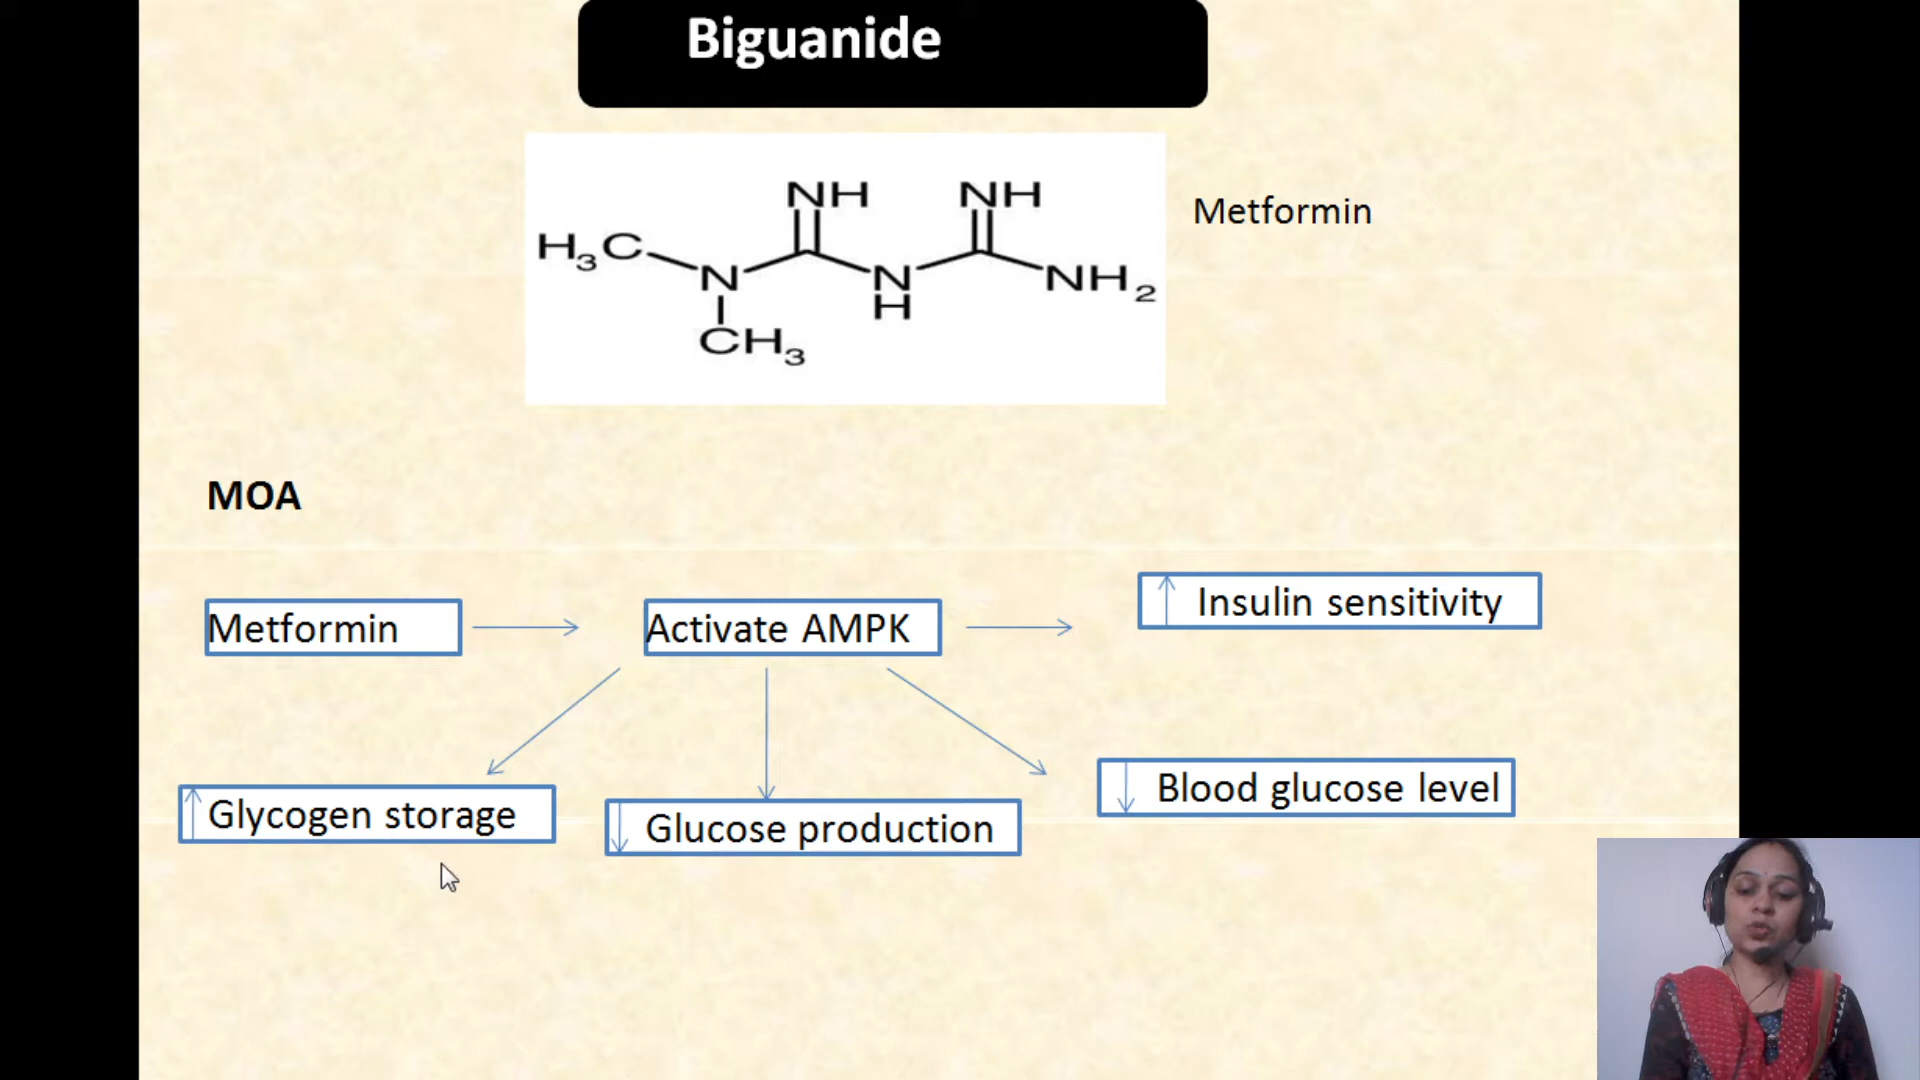 Biguanide
NH NH
H3C N N NH2
H
CH3
Metformin
MOA
Metformin → Activate AMPK → ↑ Insulin sensitivity
↑ Glycogen storage
↓ Glucose production
↓ Blood glucose level